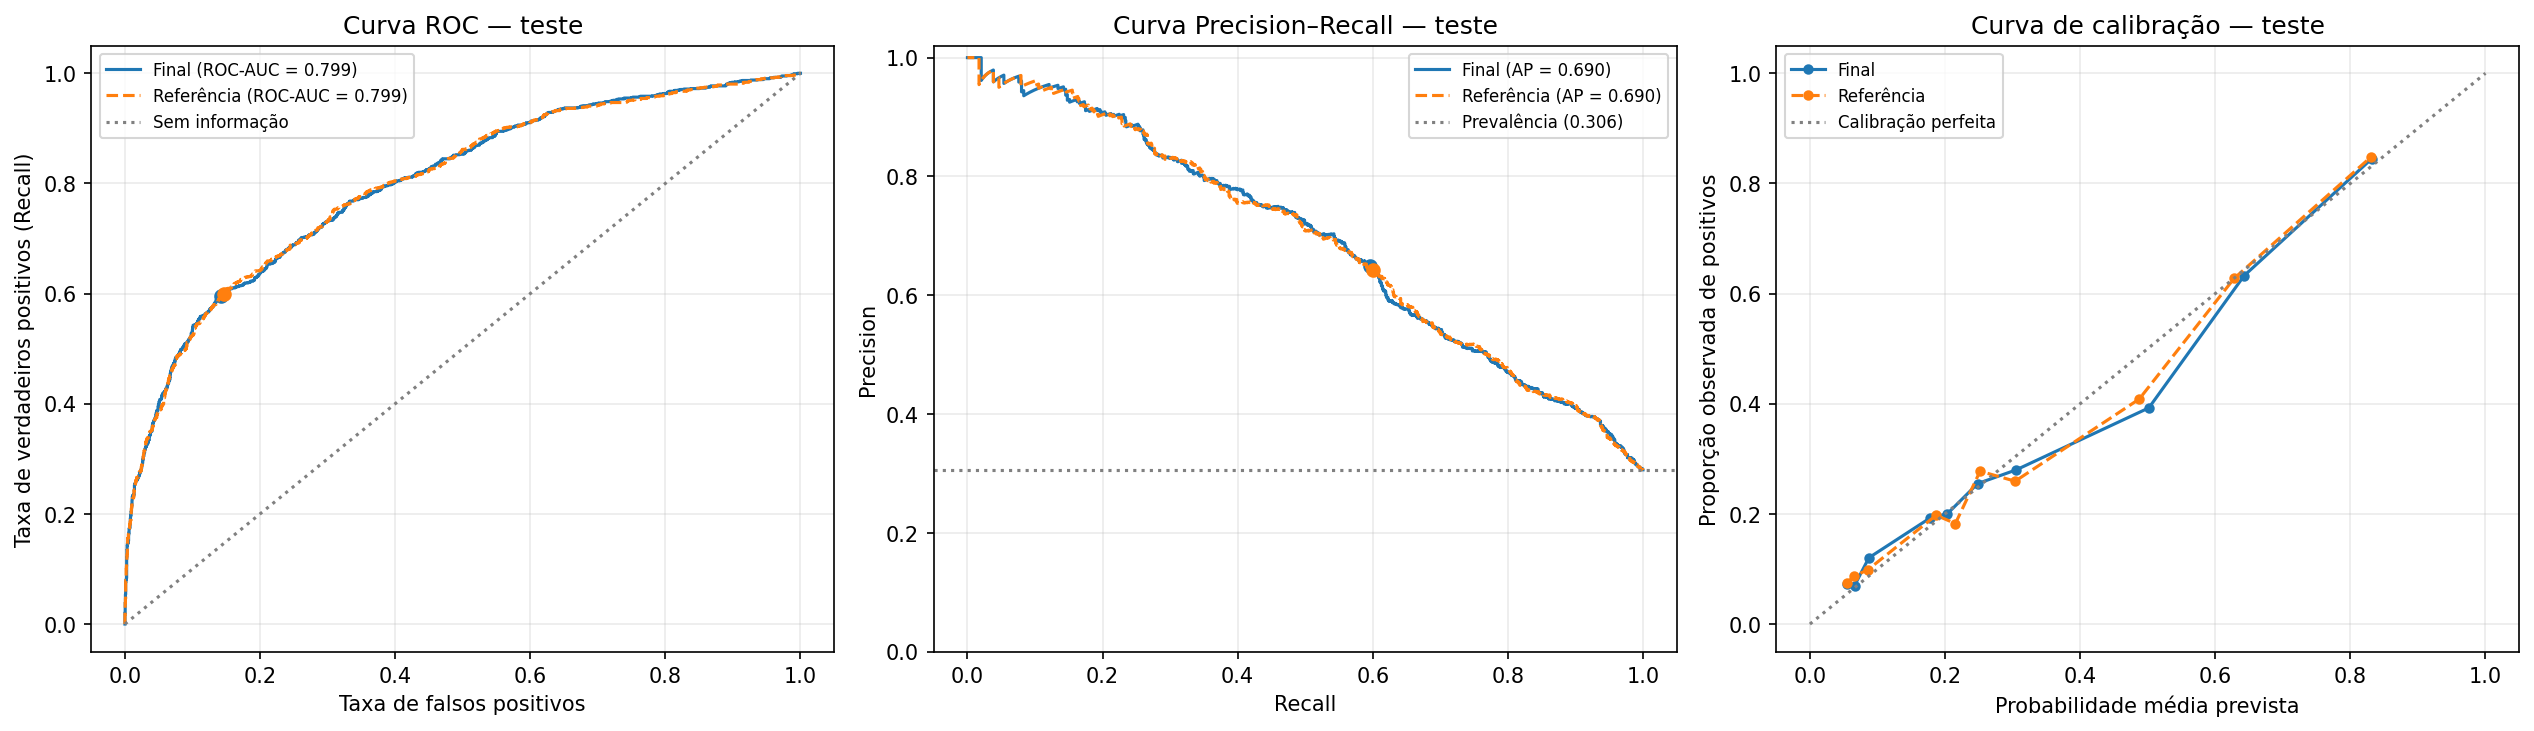 Curva ROC — teste
Final (ROC-AUC = 0.799)
Referência (ROC-AUC = 0.799)
Sem informação
Taxa de verdadeiros positivos (Recall)
1.0
0.8
0.6
0.4
0.2
0.0
0.0 0.2 0.4 0.6 0.8 1.0
Taxa de falsos positivos
Curva Precision–Recall — teste
Final (AP = 0.690)
Referência (AP = 0.690)
Prevalência (0.306)
Precision
1.0
0.8
0.6
0.4
0.2
0.0
0.0 0.2 0.4 0.6 0.8 1.0
Recall
Curva de calibração — teste
Final
Referência
Calibração perfeita
Proporção observada de positivos
1.0
0.8
0.6
0.4
0.2
0.0
0.0 0.2 0.4 0.6 0.8 1.0
Probabilidade média prevista